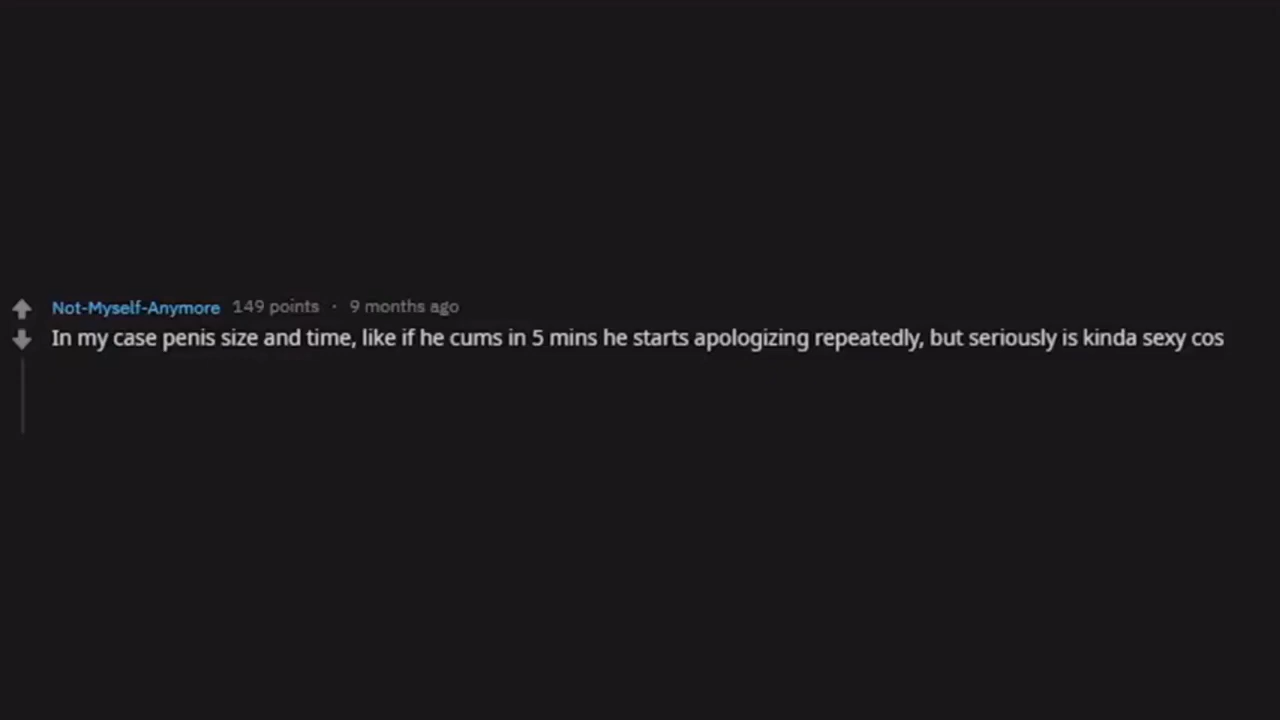 Not-Myself-Anymore 149 points · 9 months ago
In my case penis size and time, like if he cums in 5 mins he starts apologizing repeatedly, but seriously is kinda sexy cos